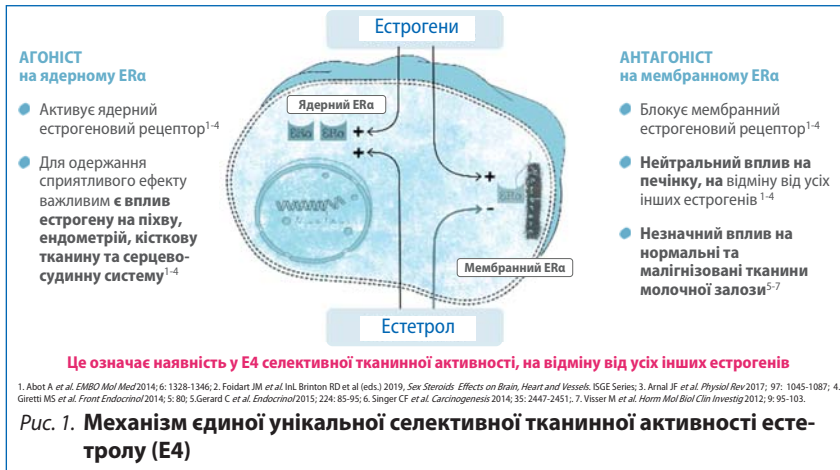 Естрогени
АГОНІСТ
на ядерному ERα
Активує ядерний
естрогеновий рецептор1-4
Для одержання
сприятливого ефекту
важливим є вплив
естрогену на піхву,
ендометрій, кісткову
тканину та серцево-
судинну систему1-4
Ядерний ERα
ERα ERα +
+
+
ERα
-
Мембранний ERα
АНТАГОНІСТ
на мембранному ERα
Блокує мембранний
естрогеновий рецептор1-4
Нейтральний вплив на
печінку, на відміну від усіх
інших естрогенів 1-4
Незначний вплив на
нормальні та
малігнізовані тканини
молочної залози5-7
Естетрол
Це означає наявність у Е4 селективної тканинної активності, на відміну від усіх інших естрогенів
1. Abot A et al. EMBO Mol Med 2014; 6: 1328-1346; 2. Foidart JM et al. InL Brinton RD et al (eds.) 2019, Sex Steroids Effects on Brain, Heart and Vessels. ISGE Series; 3. Arnal JF et al. Physiol Rev 2017; 97: 1045-1087; 4.
Giretti MS et al. Front Endocrinol 2014; 5: 80; 5.Gerard C et al. Endocrinol 2015; 224: 85-95; 6. Singer CF et al. Carcinogenesis 2014; 35: 2447-2451;. 7. Visser M et al. Horm Mol Biol Clin Investig 2012; 9: 95-103.
Рис. 1. Механізм єдиної унікальної селективної тканинної активності есте-
тролу (Е4)